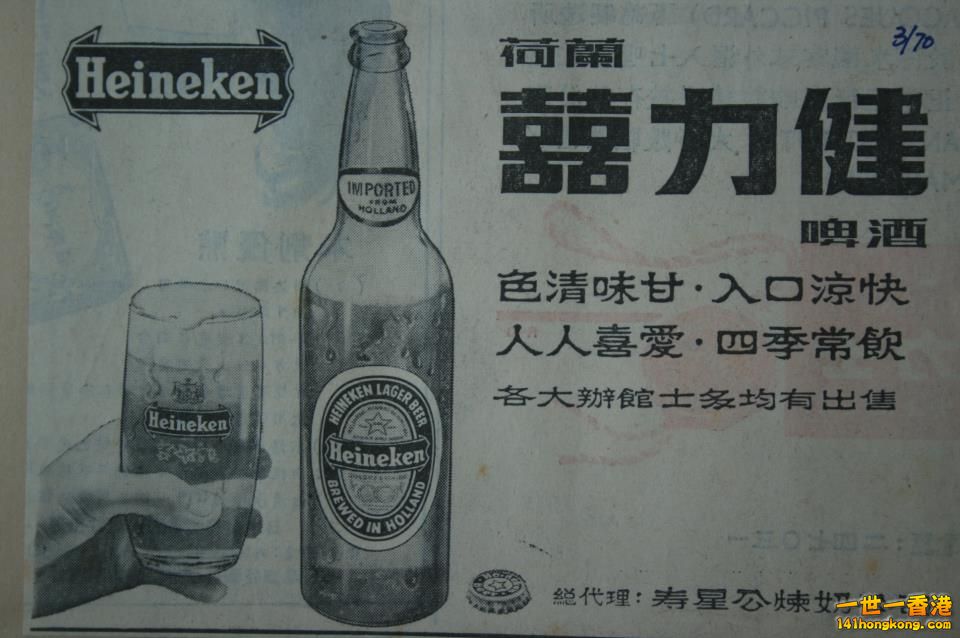 Heineken
3/70
荷蘭
囍力健
啤酒
色清味甘·入口涼快
人人喜愛·四季常飲
各大辦館士多均有出售
IMPORTED
FROM
HOLLAND
Heineken
HEINEKEN LAGER BEER
Heineken
BREWED IN HOLLAND
總代理：寿星公煉奶
一世一香港
141hongkong.com